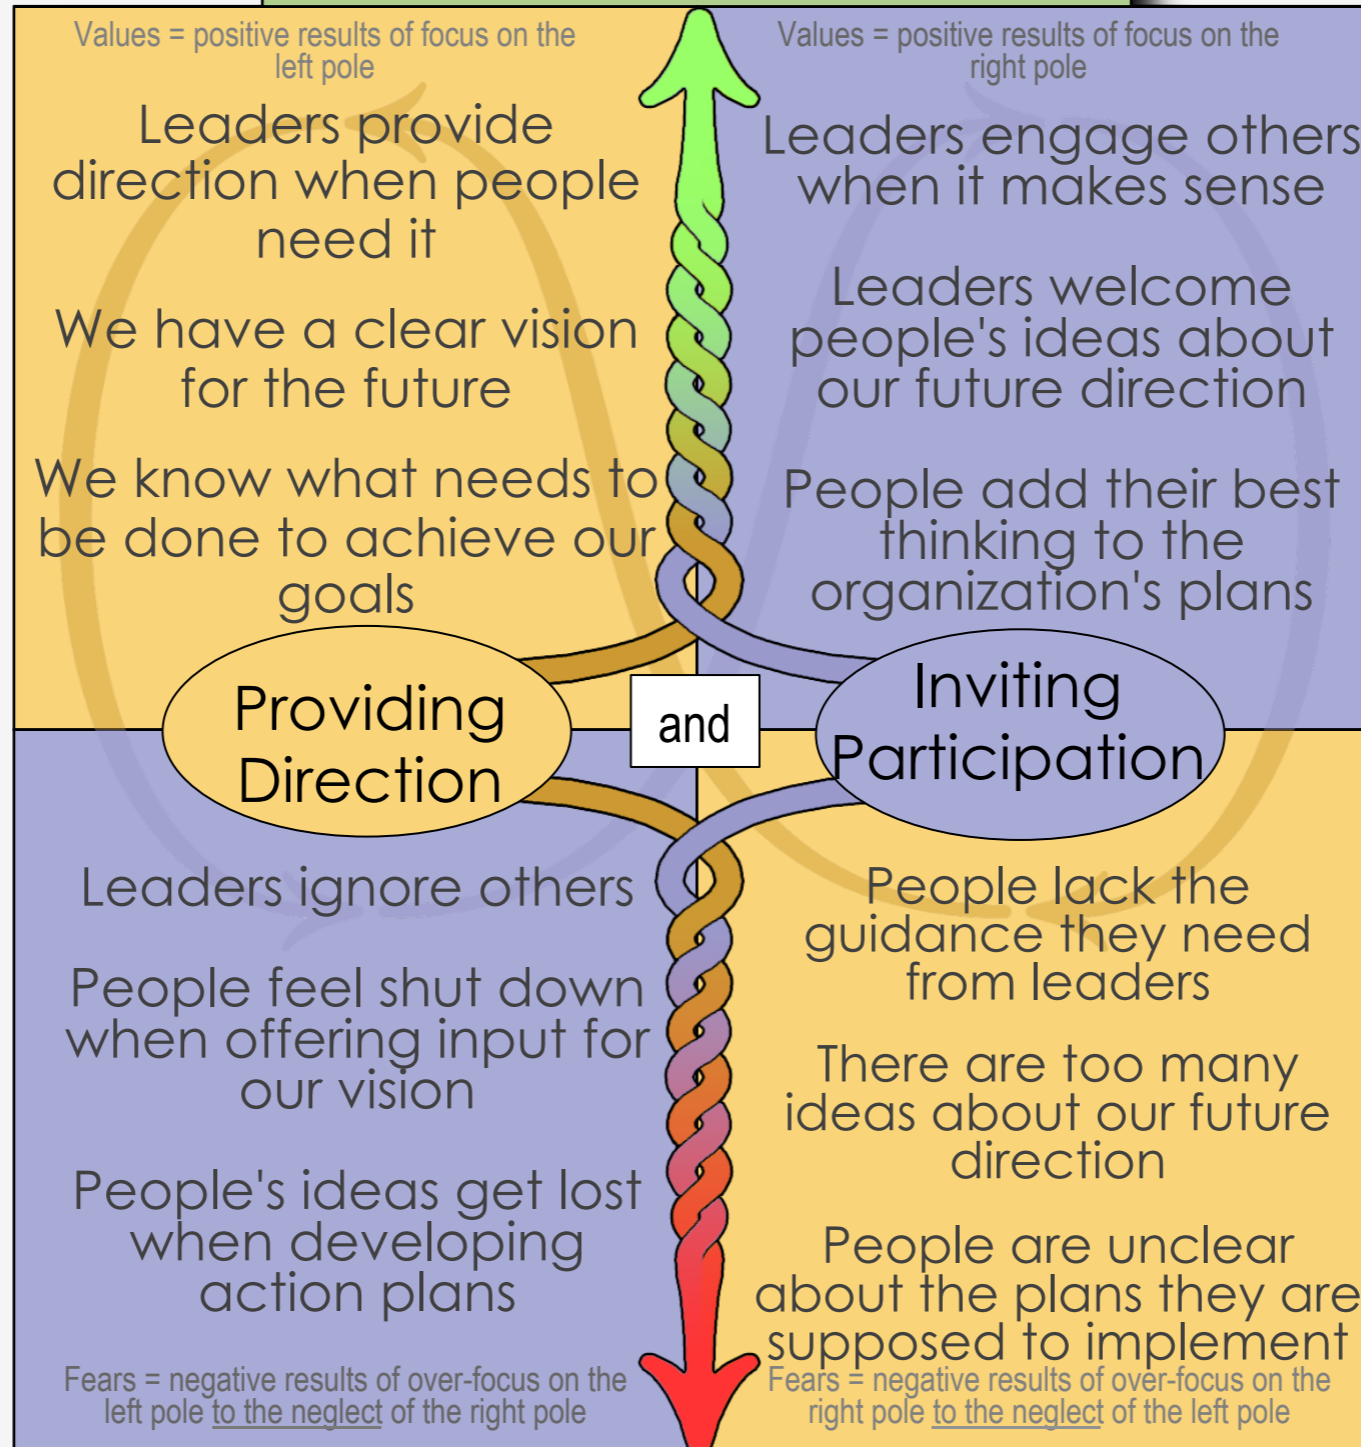 Values = positive results of focus on the
left pole
Leaders provide
direction when people
need it
We have a clear vision
for the future
We know what needs to
be done to achieve our
goals
Values = positive results of focus on the
right pole
Leaders engage others
when it makes sense
Leaders welcome
people's ideas about
our future direction
People add their best
thinking to the
organization's plans
Providing
Direction
and
Inviting
Participation
Leaders ignore others
People feel shut down
when offering input for
our vision
People's ideas get lost
when developing
action plans
Fears = negative results of over-focus on the
left pole to the neglect of the right pole
People lack the
guidance they need
from leaders
There are too many
ideas about our future
direction
People are unclear
about the plans they are
supposed to implement
Fears = negative results of over-focus on the
right pole to the neglect of the left pole